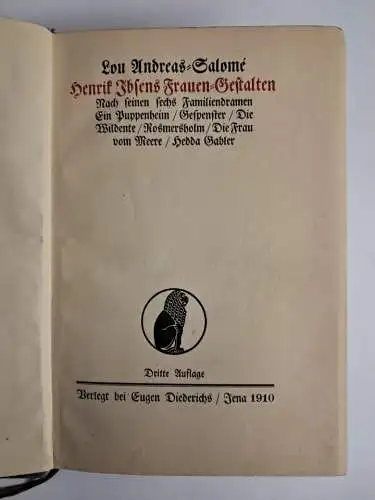 Lou Andreas-Salomé
Henrik Ibsens Frauen-Gestalten
Nach seinen sechs Familiendramen
Ein Puppenheim / Gespenster / Die
Wildente / Rosmersholm / Die Frau
vom Meere / Hedda Gabler
Dritte Auflage
Verlegt bei Eugen Diederichs / Jena 1910